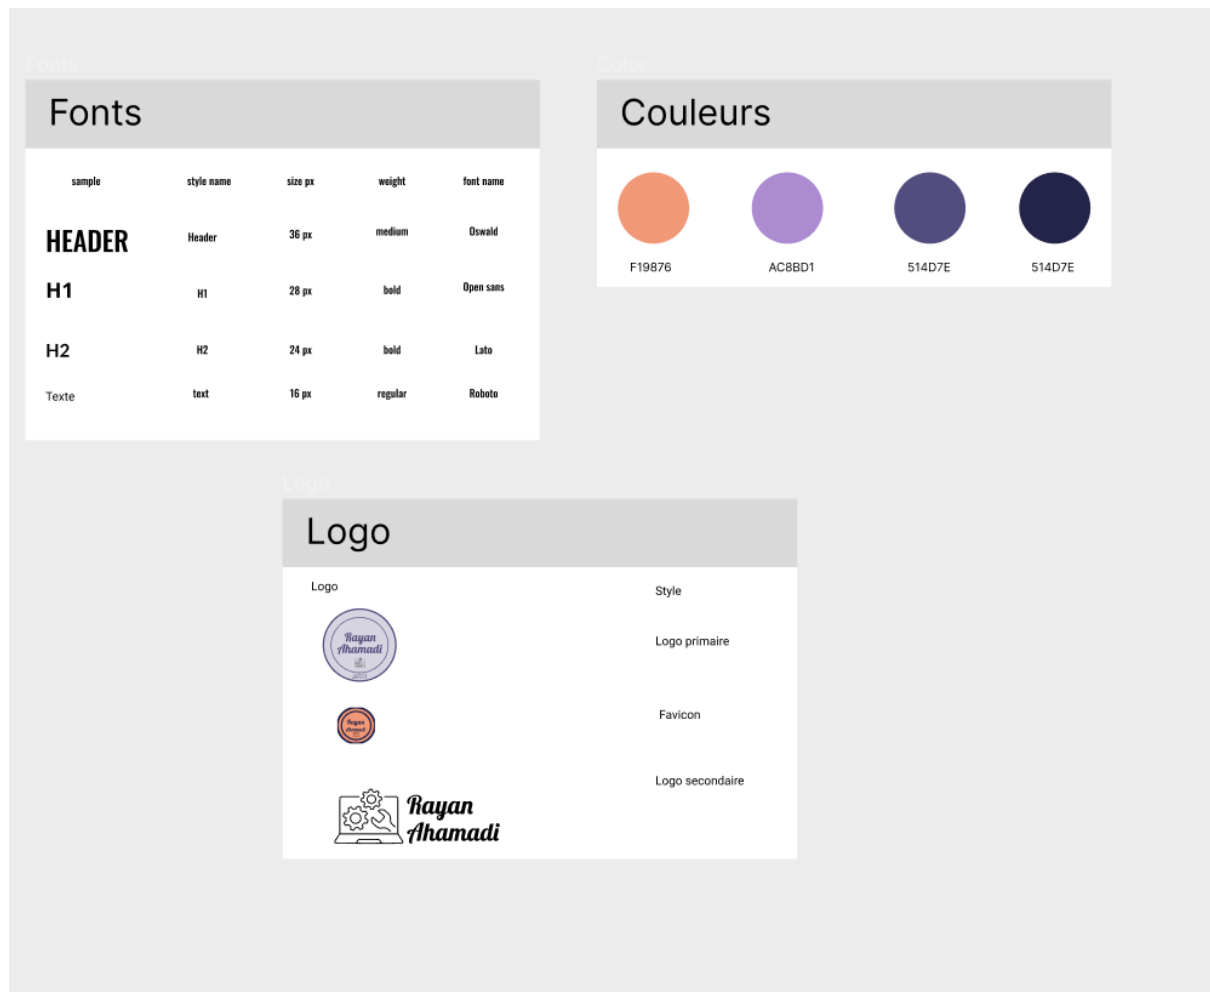 Fonts
Fonts
sample style name size px weight font name
HEADER Header 36 px medium Oswald
H1 H1 28 px bold Open sans
H2 H2 24 px bold Lato
Texte text 16 px regular Roboto
Color
Couleurs
F19876 AC8BD1 514D7E 514D7E
Logo
Logo
Logo Style
Rayan
Ahamadi
Logo primaire
Rayan
Ahamadi
Favicon
Logo secondaire
Rayan
Ahamadi